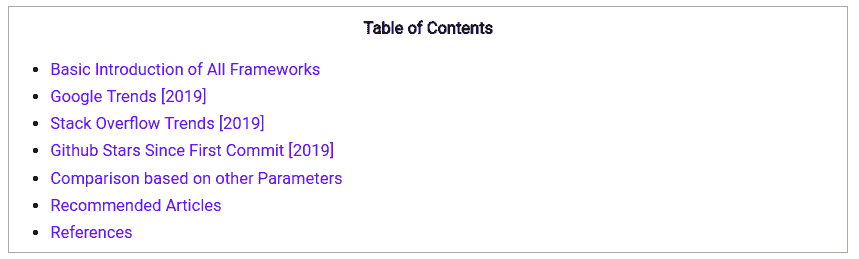 Table of Contents
Basic Introduction of All Frameworks
Google Trends [2019]
Stack Overflow Trends [2019]
Github Stars Since First Commit [2019]
Comparison based on other Parameters
Recommended Articles
References